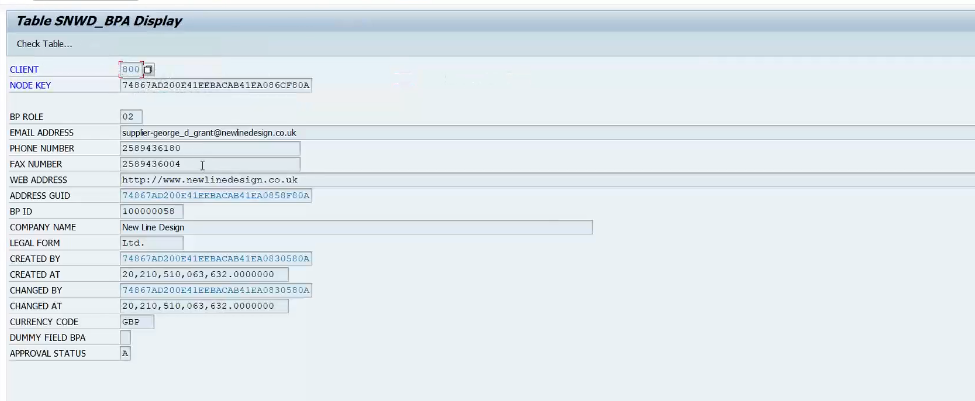 Table SNWD_BPA Display
Check Table...
CLIENT 800
NODE KEY 74867AD200E41EEBACAB41EA086CF80A
BP ROLE 02
EMAIL ADDRESS supplier-george_d_grant@newlinedesign.co.uk
PHONE NUMBER 2589436180
FAX NUMBER 2589436004
WEB ADDRESS http://www.newlinedesign.co.uk
ADDRESS GUID 74867AD200E41EEBACAB41EA0858F80A
BP ID 100000058
COMPANY NAME New Line Design
LEGAL FORM Ltd.
CREATED BY 74867AD200E41EEBACAB41EA0830580A
CREATED AT 20,210,510,063,632.0000000
CHANGED BY 74867AD200E41EEBACAB41EA0830580A
CHANGED AT 20,210,510,063,632.0000000
CURRENCY CODE GBP
DUMMY FIELD BPA
APPROVAL STATUS A